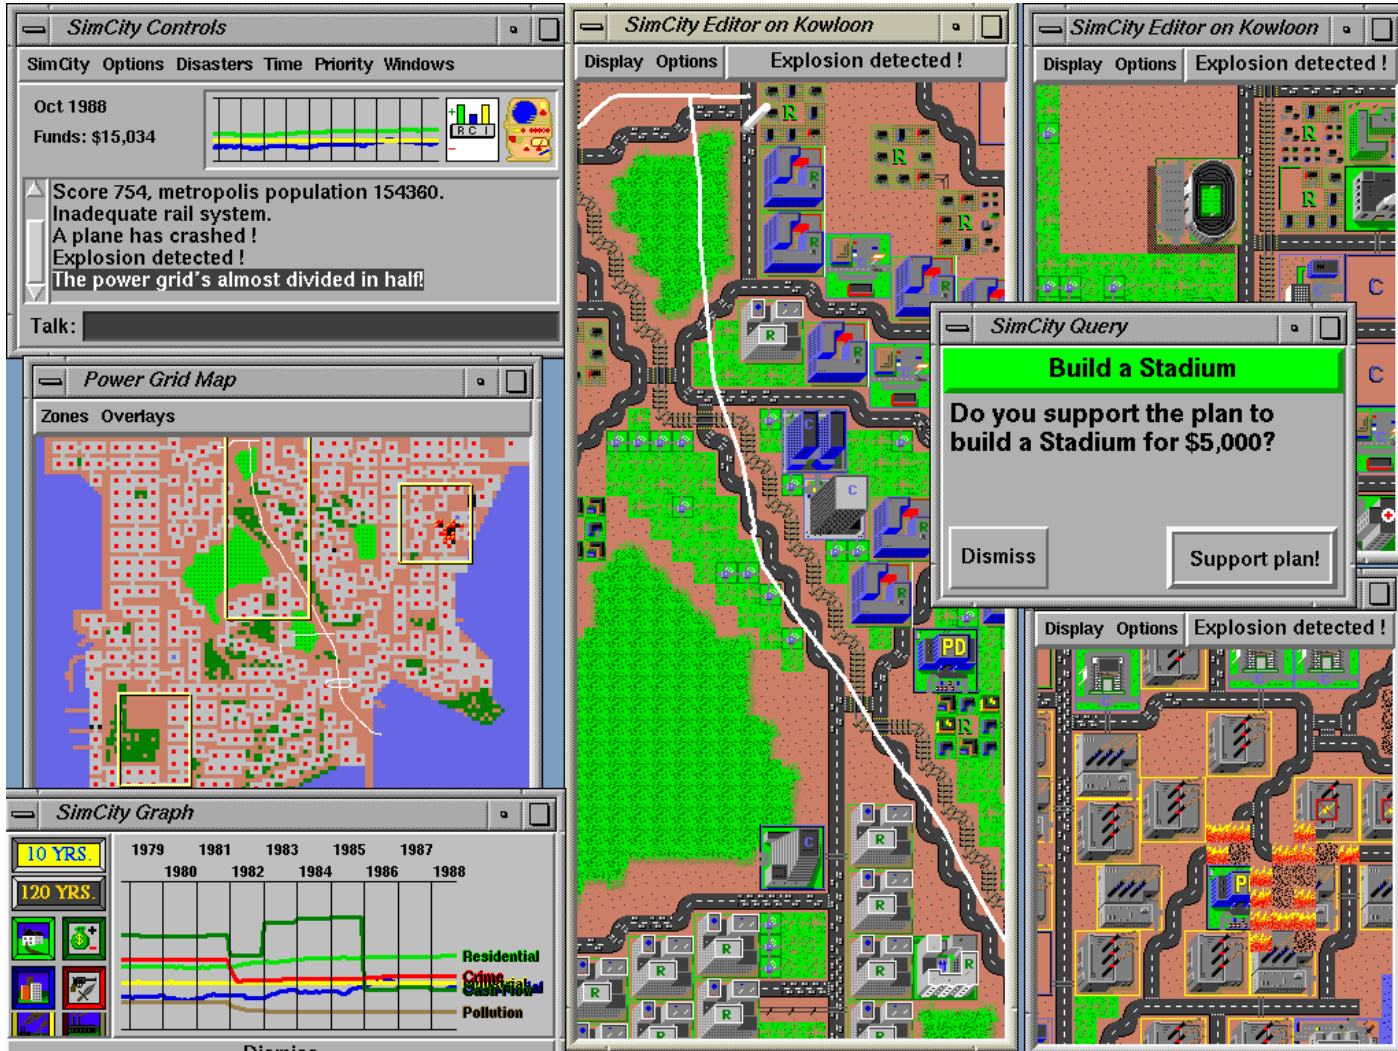 SimCity Controls
SimCity Options Disasters Time Priority Windows
Oct 1988
Funds: $15,034
R C I
Score 754, metropolis population 154360.
Inadequate rail system.
A plane has crashed !
Explosion detected !
The power grid's almost divided in half!
Talk:
Power Grid Map
Zones Overlays
SimCity Graph
10 YRS.
120 YRS.
1979 1981 1983 1985 1987
1980 1982 1984 1986 1988
Residential
Crime
Cash Flow
Pollution
SimCity Editor on Kowloon
Display Options Explosion detected !
R
R
R
R
R
C
C
PD
R
C
R
R
R
R
R
R
R
R
R
R
SimCity Editor on Kowloon
Display Options Explosion detected !
R
R
C
C
SimCity Query
Build a Stadium
Do you support the plan to
build a Stadium for $5,000?
Dismiss Support plan!
Display Options Explosion detected !